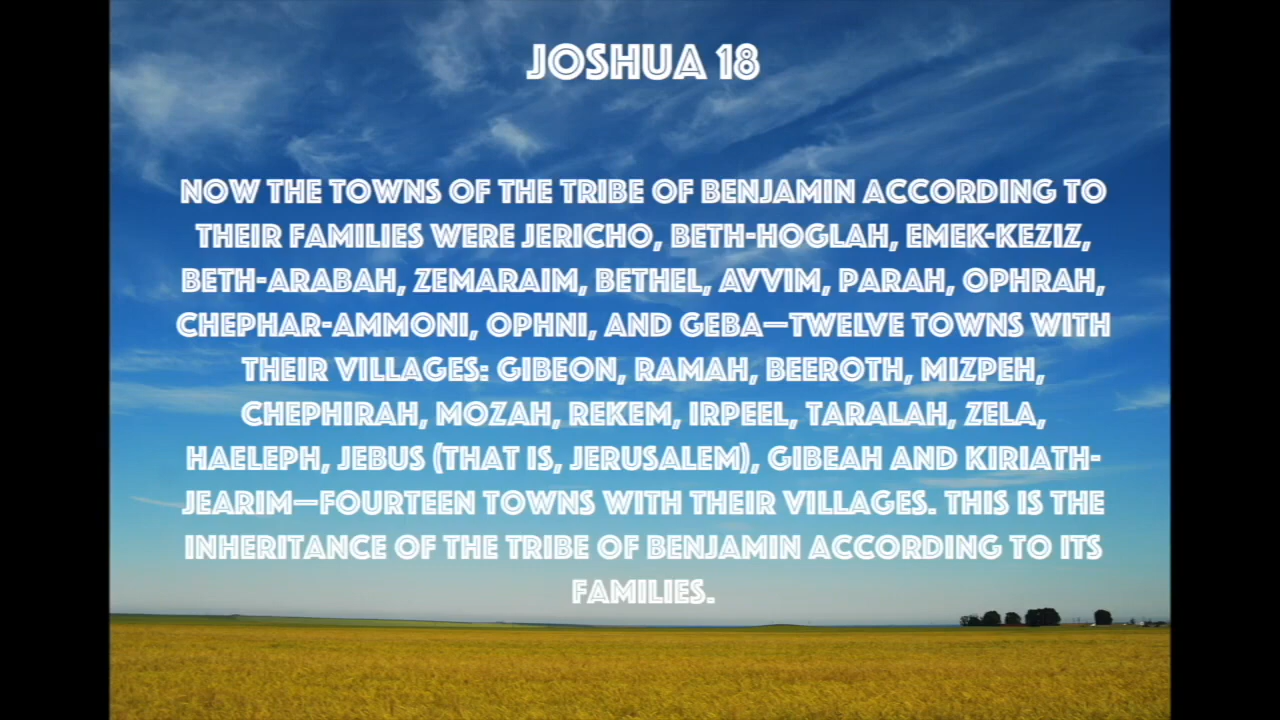 JOSHUA 18
NOW THE TOWNS OF THE TRIBE OF BENJAMIN ACCORDING TO
THEIR FAMILIES WERE JERICHO, BETH-HOGLAH, EMEK-KEZIZ,
BETH-ARABAH, ZEMARAIM, BETHEL, AVVIM, PARAH, OPHRAH,
CHEPHAR-AMMONI, OPHNI, AND GEBA—TWELVE TOWNS WITH
THEIR VILLAGES: GIBEON, RAMAH, BEEROTH, MIZPEH,
CHEPHIRAH, MOZAH, REKEM, IRPEEL, TARALAH, ZELA,
HAELEPH, JEBUS (THAT IS, JERUSALEM), GIBEAH AND KIRIATH-
JEARIM—FOURTEEN TOWNS WITH THEIR VILLAGES. THIS IS THE
INHERITANCE OF THE TRIBE OF BENJAMIN ACCORDING TO ITS
FAMILIES.